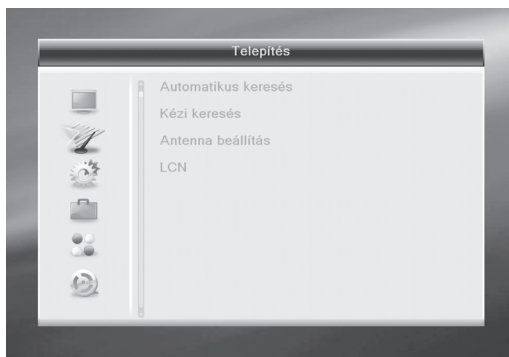 Telepítés
Automatikus keresés
Kézi keresés
Antenna beállítás
LCN